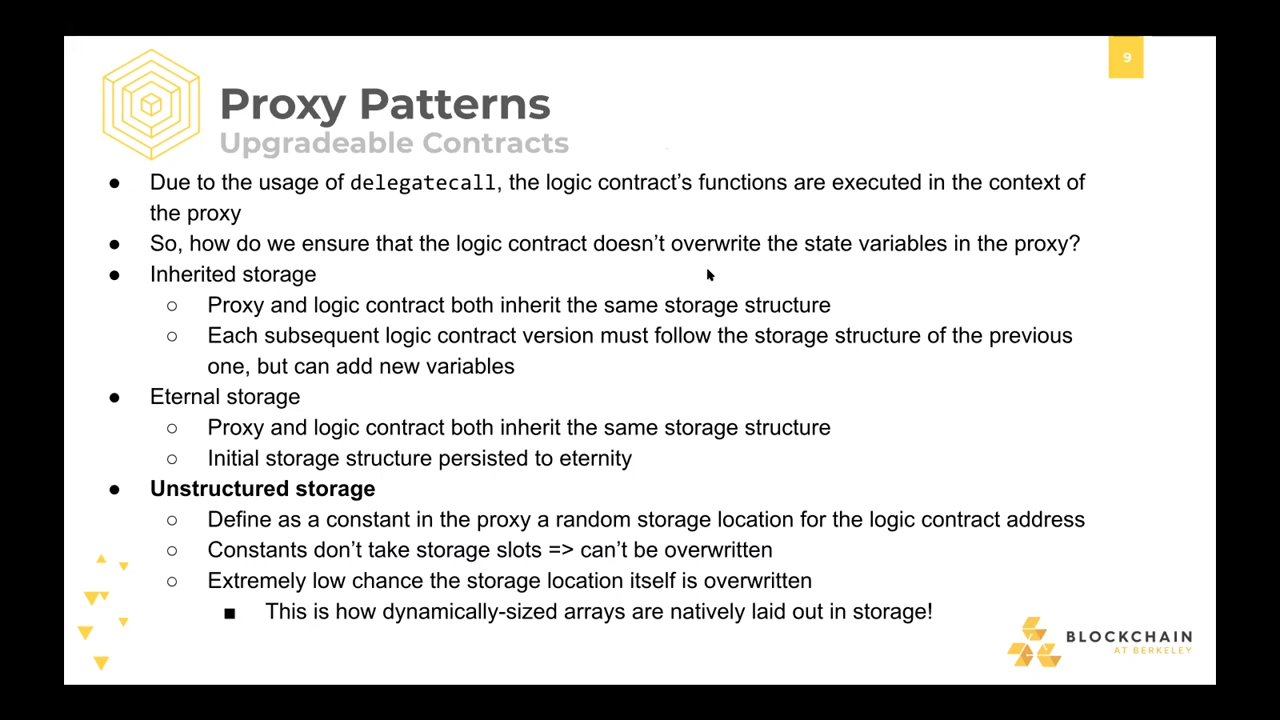 9
Proxy Patterns
Upgradeable Contracts
● Due to the usage of delegatecall, the logic contract's functions are executed in the context of
the proxy
● So, how do we ensure that the logic contract doesn't overwrite the state variables in the proxy?
● Inherited storage
○ Proxy and logic contract both inherit the same storage structure
○ Each subsequent logic contract version must follow the storage structure of the previous
one, but can add new variables
● Eternal storage
○ Proxy and logic contract both inherit the same storage structure
○ Initial storage structure persisted to eternity
● Unstructured storage
○ Define as a constant in the proxy a random storage location for the logic contract address
○ Constants don't take storage slots => can't be overwritten
○ Extremely low chance the storage location itself is overwritten
■ This is how dynamically-sized arrays are natively laid out in storage!
BLOCKCHAIN
AT BERKELEY